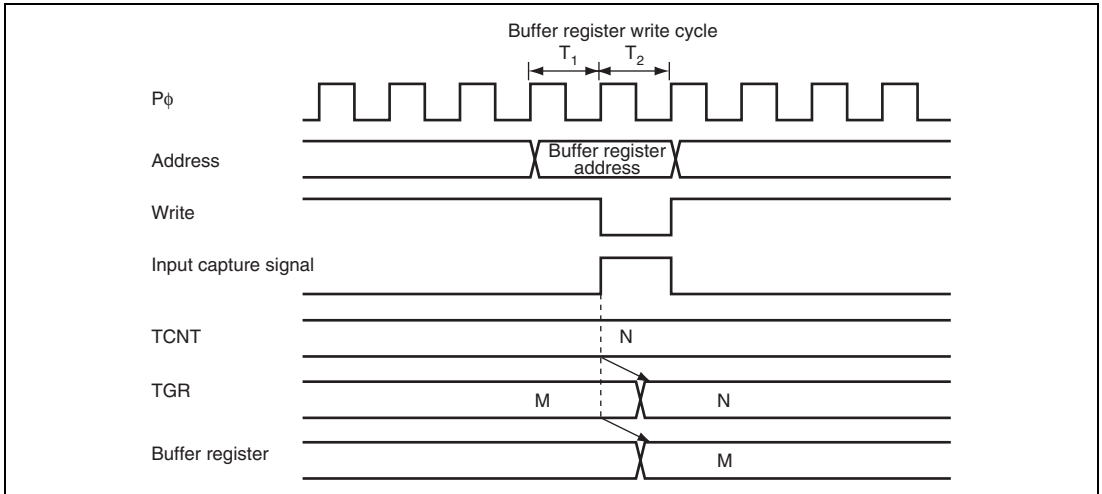 Buffer register write cycle
T1 T2
Pϕ
Address
Buffer register
address
Write
Input capture signal
TCNT
N
TGR
M N
Buffer register
M